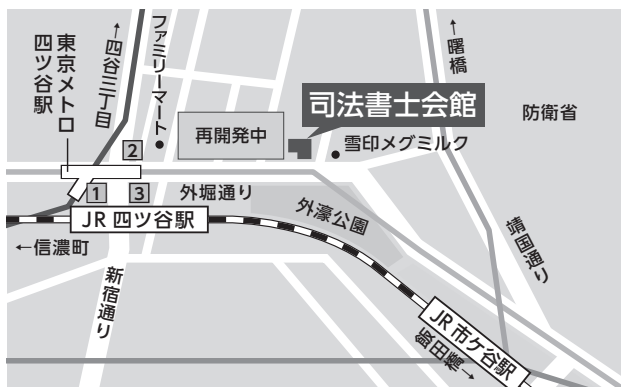 東京メトロ
四ツ谷駅
←四谷三丁目
ファミリーマート
再開発中
司法書士会館
雪印メグミルク
←曙橋
防衛省
2
1
3
外堀通り
JR 四ツ谷駅
外濠公園
靖国通り
←信濃町
新宿通り
JR 市ケ谷駅
飯田橋→